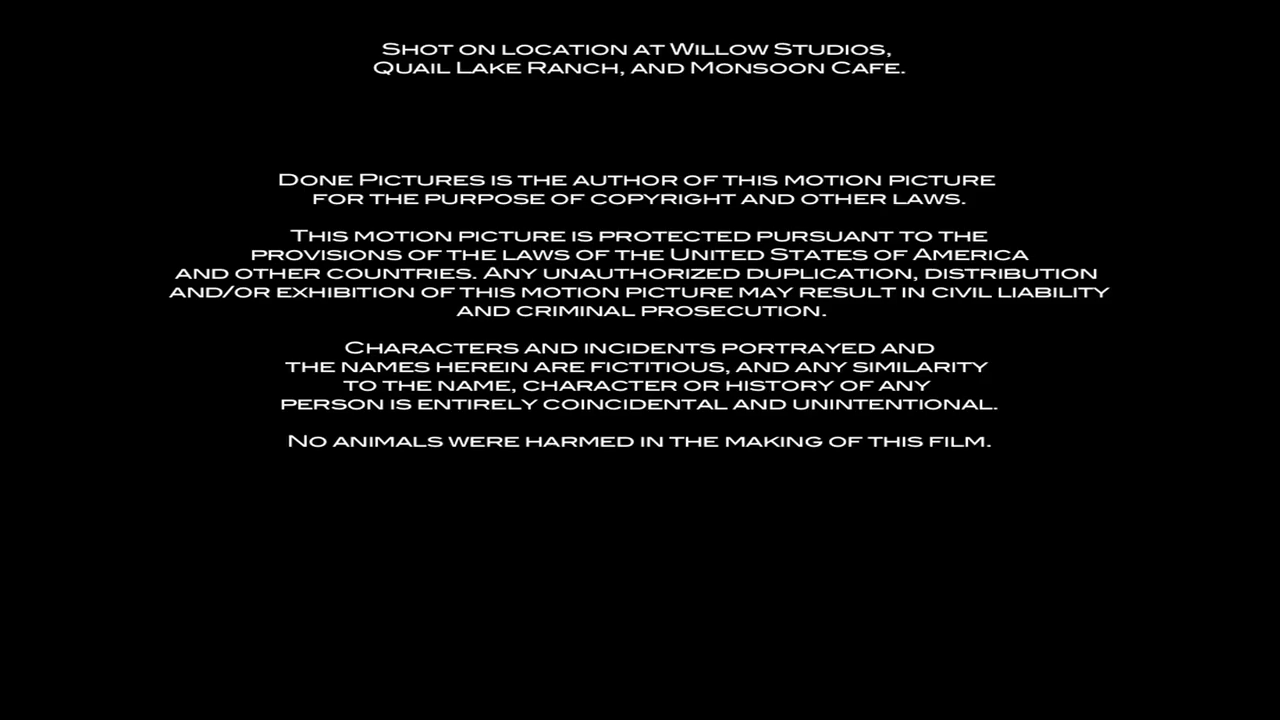 Shot on location at Willow Studios,
Quail Lake Ranch, and Monsoon Cafe.
Done Pictures is the author of this motion picture
for the purpose of copyright and other laws.
This motion picture is protected pursuant to the
provisions of the laws of the United States of America
and other countries. Any unauthorized duplication, distribution
and/or exhibition of this motion picture may result in civil liability
and criminal prosecution.
Characters and incidents portrayed and
the names herein are fictitious, and any similarity
to the name, character or history of any
person is entirely coincidental and unintentional.
No animals were harmed in the making of this film.